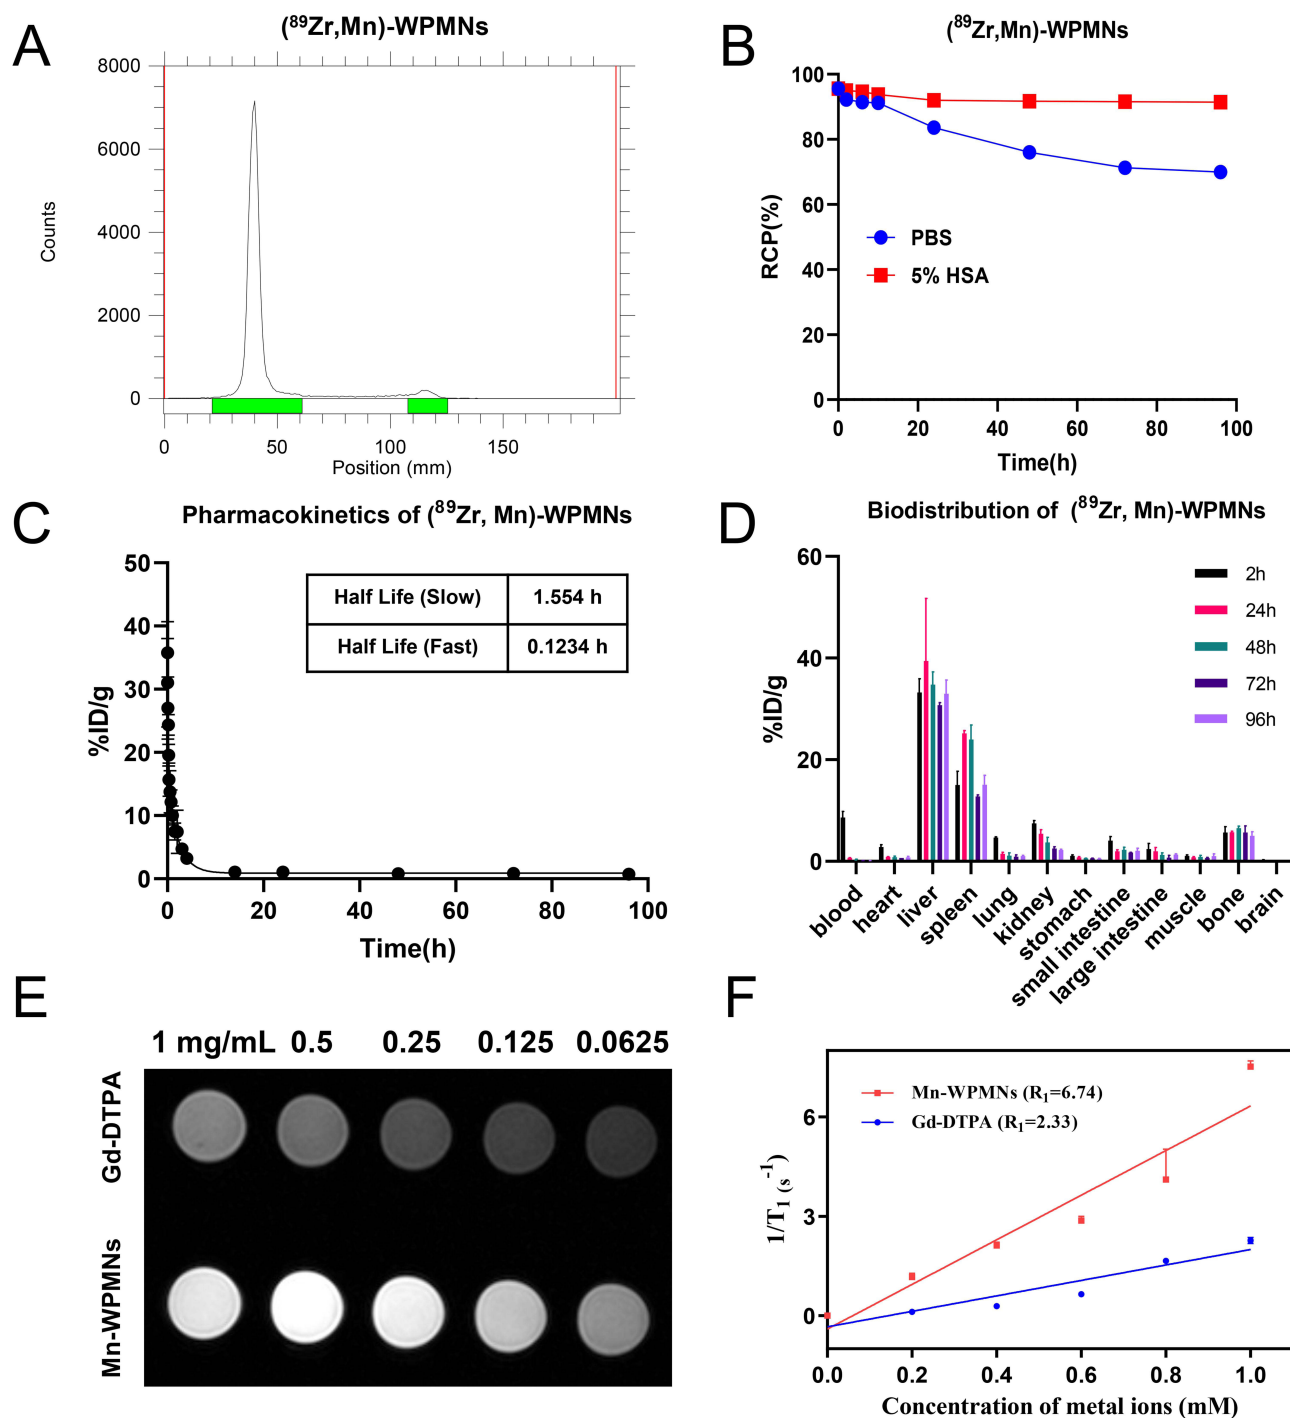 A
(⁸⁹Zr,Mn)-WPMNs
8000
6000
4000
2000
0
Counts
0 50 100 150
Position (mm)
B
(⁸⁹Zr,Mn)-WPMNs
100
80
60
40
20
0
RCP(%)
PBS
5% HSA
0 20 40 60 80 100
Time(h)
C
Pharmacokinetics of (⁸⁹Zr, Mn)-WPMNs
50
40
30
20
10
0
%ID/g
Half Life (Slow) 1.554 h
Half Life (Fast) 0.1234 h
0 20 40 60 80 100
Time(h)
D
Biodistribution of (⁸⁹Zr, Mn)-WPMNs
60
40
20
0
%ID/g
2h
24h
48h
72h
96h
blood
heart
liver
spleen
lung
kidney
stomach
small intestine
large intestine
muscle
bone
brain
E
1 mg/mL 0.5 0.25 0.125 0.0625
Gd-DTPA
Mn-WPMNs
F
Mn-WPMNs (R₁=6.74)
Gd-DTPA (R₁=2.33)
6
3
0
1/T₁ (s⁻¹)
0.0 0.2 0.4 0.6 0.8 1.0
Concentration of metal ions (mM)